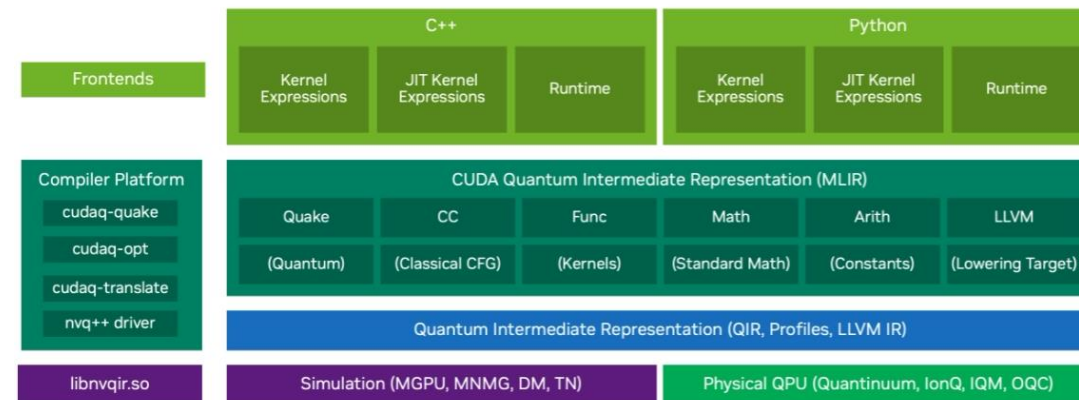 Frontends
C++
Kernel
Expressions
JIT Kernel
Expressions
Runtime
Python
Kernel
Expressions
JIT Kernel
Expressions
Runtime
Compiler Platform
cudaq-quake
cudaq-opt
cudaq-translate
nvq++ driver
CUDA Quantum Intermediate Representation (MLIR)
Quake
CC
Func
Math
Arith
LLVM
(Quantum)
(Classical CFG)
(Kernels)
(Standard Math)
(Constants)
(Lowering Target)
Quantum Intermediate Representation (QIR, Profiles, LLVM IR)
libnvqir.so
Simulation (MGPU, MNMG, DM, TN)
Physical QPU (Quantinuum, IonQ, IQM, OQC)